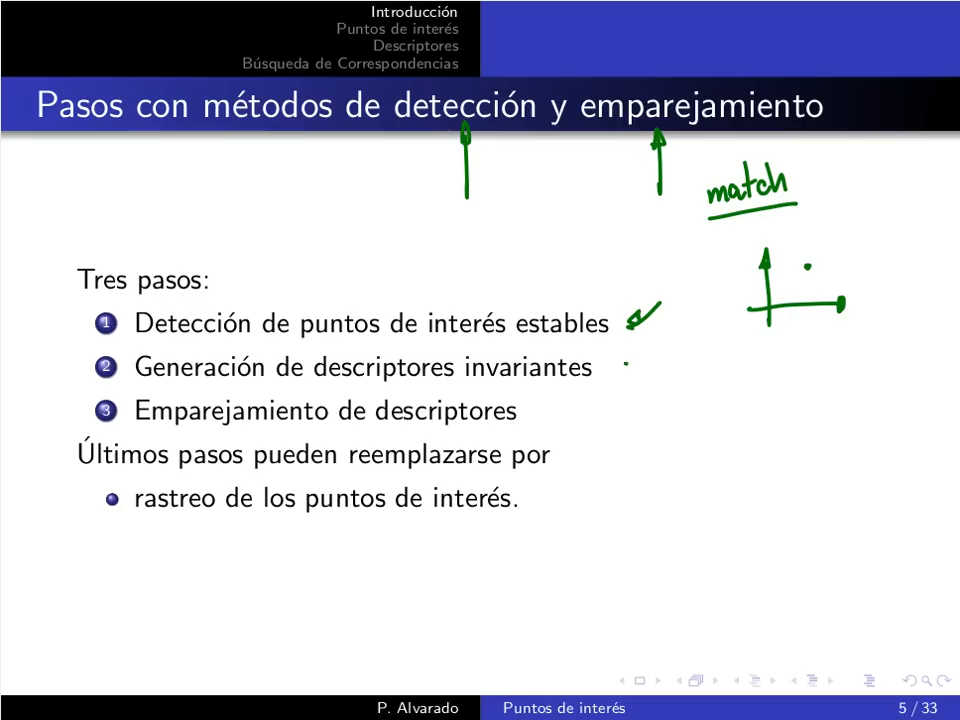 Introducción
Puntos de interés
Descriptores
Búsqueda de Correspondencias
Pasos con métodos de detección y emparejamiento
match
Tres pasos:
1 Detección de puntos de interés estables
2 Generación de descriptores invariantes
3 Emparejamiento de descriptores
Últimos pasos pueden reemplazarse por
rastreo de los puntos de interés.
P. Alvarado Puntos de interés 5 / 33